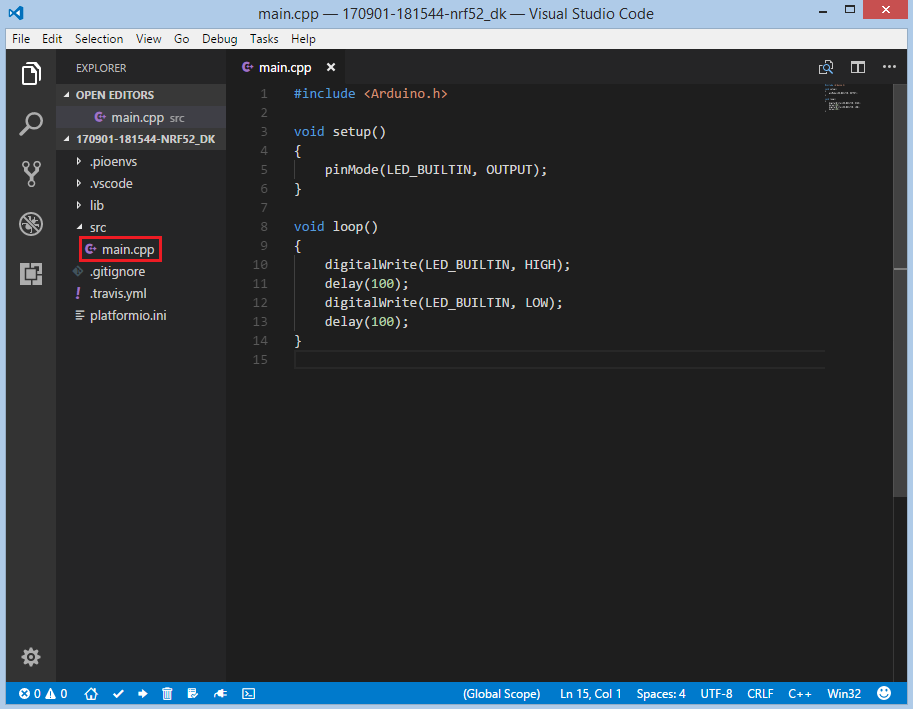 main.cpp — 170901-181544-nrf52_dk — Visual Studio Code
File Edit Selection View Go Debug Tasks Help
EXPLORER
OPEN EDITORS
main.cpp src
170901-181544-NRF52_DK
.pioenvs
.vscode
lib
src
main.cpp
.gitignore
.travis.yml
platformio.ini
main.cpp
1 #include <Arduino.h>
2
3 void setup()
4 {
5 pinMode(LED_BUILTIN, OUTPUT);
6 }
7
8 void loop()
9 {
10 digitalWrite(LED_BUILTIN, HIGH);
11 delay(100);
12 digitalWrite(LED_BUILTIN, LOW);
13 delay(100);
14 }
15
0 0 (Global Scope) Ln 15, Col 1 Spaces: 4 UTF-8 CRLF C++ Win32